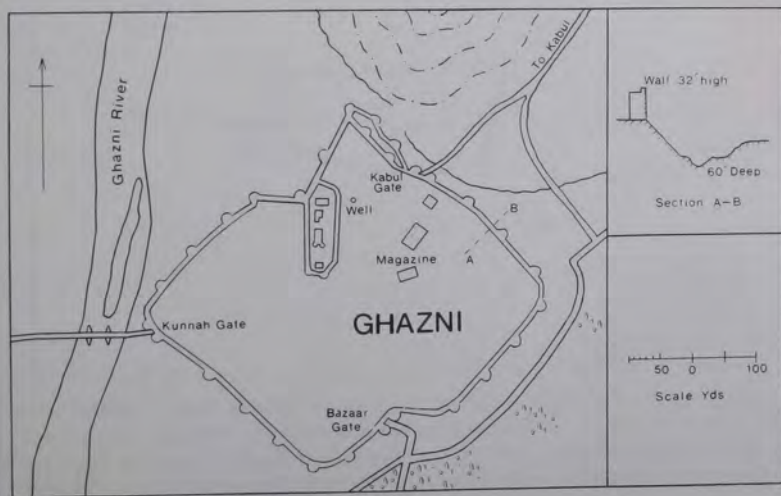 Ghazni River
To Kabul
Kabul
Gate
Well
B
A
Magazine
Kunnah Gate
GHAZNI
Bazaar
Gate
Wall 32' high
60' Deep
Section A-B
50 0 100
Scale Yds